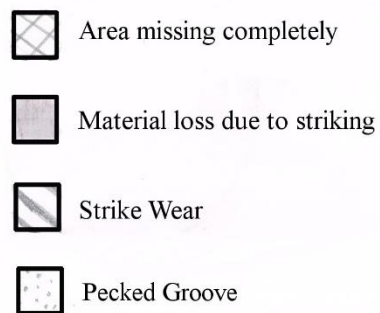 Area missing completely
Material loss due to striking
Strike Wear
Pecked Groove